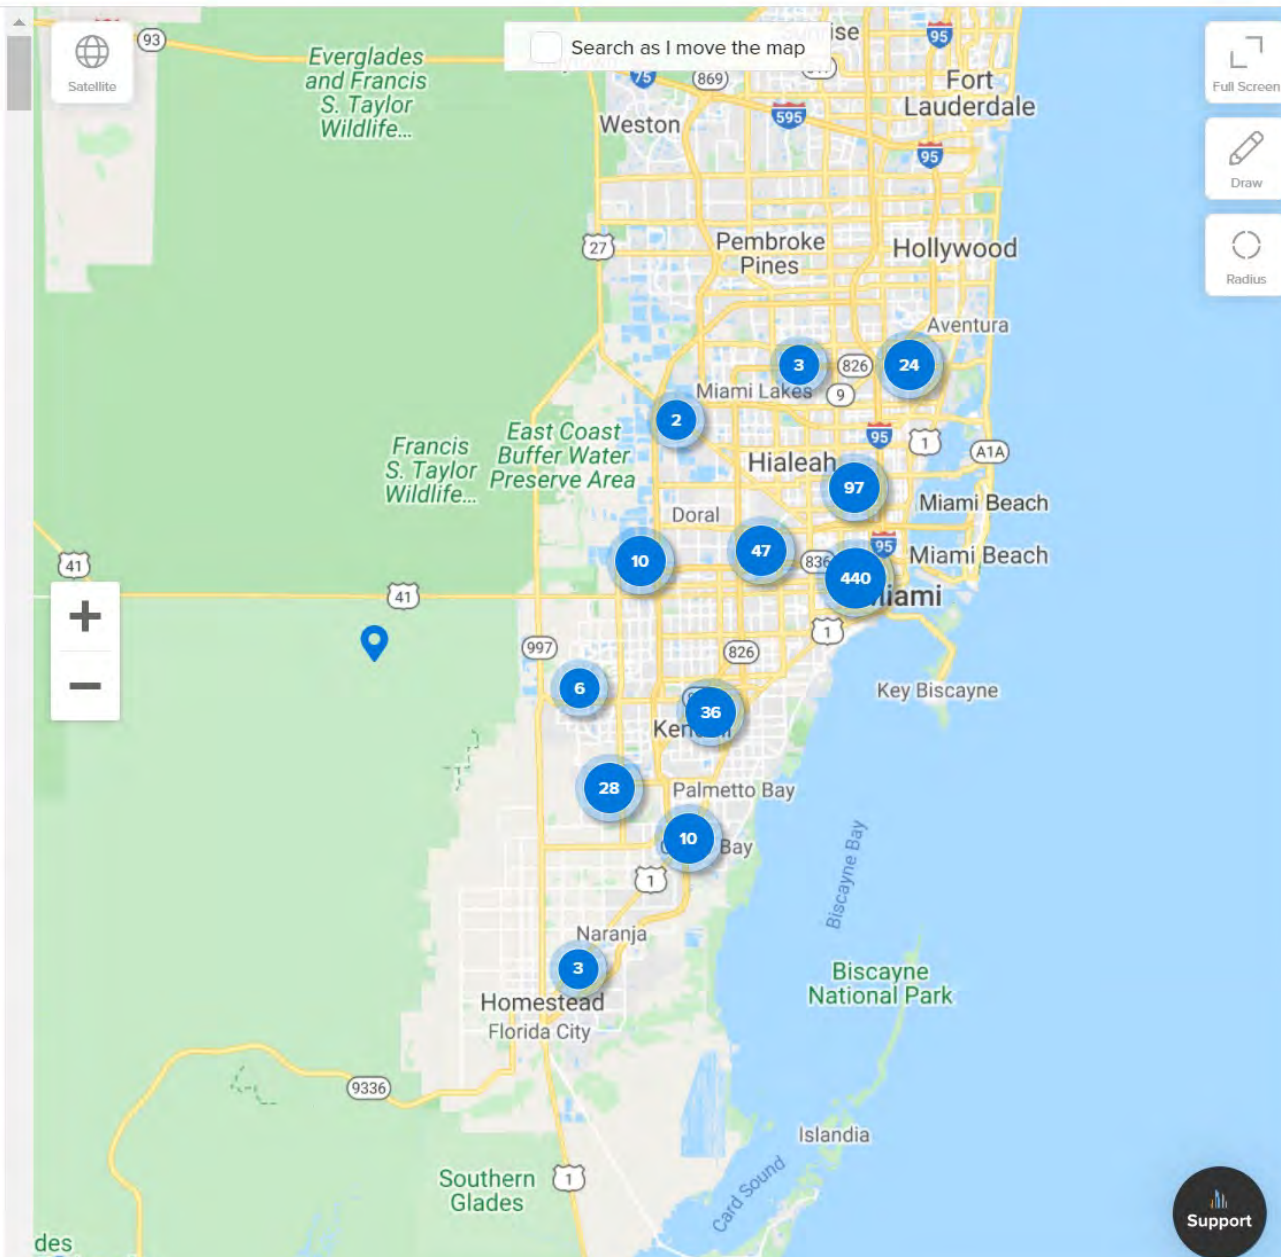 93
Satellite
Everglades
and Francis
S. Taylor
Wildlife...
Search as I move the map
95
Full Screen
75
869
Fort
Lauderdale
595
Weston
95
Draw
27
Pembroke
Pines
Hollywood
Radius
Aventura
3
826
24
Miami Lakes
9
2
95
1
Francis
S. Taylor
Wildlife...
East Coast
Buffer Water
Preserve Area
Hialeah
A1A
97
Miami Beach
Doral
95
Miami Beach
47
836
10
440
41
41
+
−
1
997
826
6
Key Biscayne
36
28
Palmetto Bay
10
Bay
1
Biscayne Bay
Naranja
3
Biscayne
National Park
Homestead
Florida City
9336
Islandia
Southern
Glades
1
Card Sound
Support
des